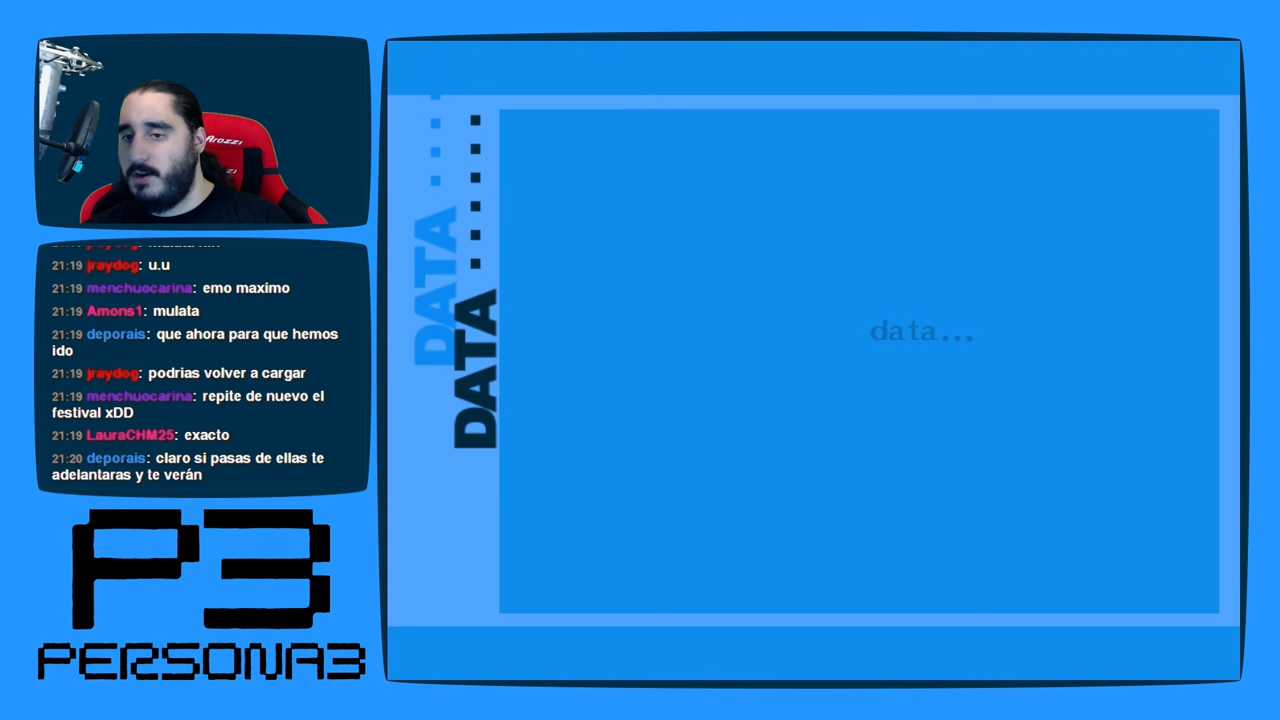 Arozzi
21:19 jraydog: u.u
21:19 menchuocarina: emo maximo
21:19 Amons1: mulata
21:19 deporais: que ahora para que hemos
ido
21:19 jraydog: podrias volver a cargar
21:19 menchuocarina: repite de nuevo el
festival xDD
21:19 LauraCHM25: exacto
21:20 deporais: claro si pasas de ellas te
adelantaras y te verán
P3
PERSONA3
DATA
DATA
data...